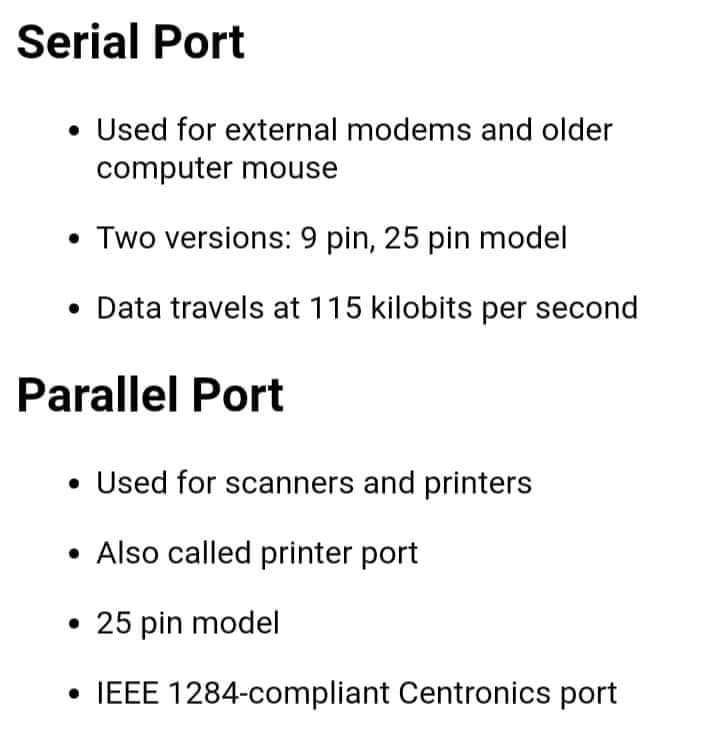 Serial Port
• Used for external modems and older
computer mouse
• Two versions: 9 pin, 25 pin model
• Data travels at 115 kilobits per second
Parallel Port
• Used for scanners and printers
• Also called printer port
• 25 pin model
• IEEE 1284-compliant Centronics port